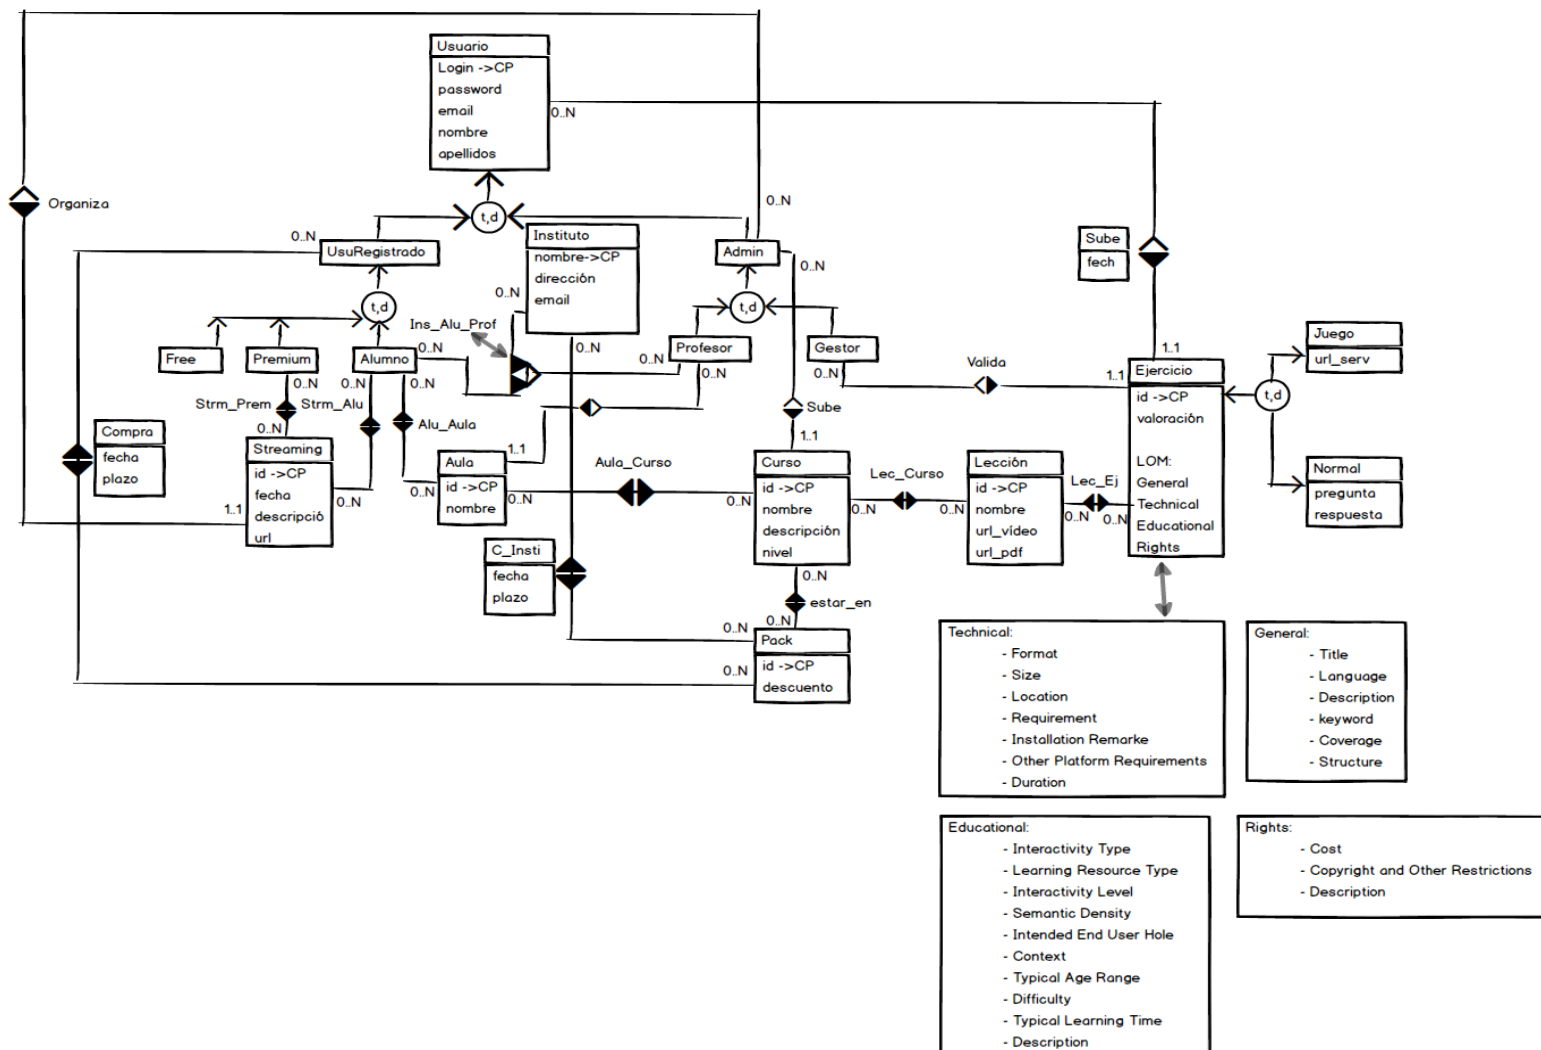 Usuario
Login ->CP
password
email
nombre
apellidos
0..N
Organiza
0..N
0..N
UsuRegistrado
t,d
Instituto
nombre->CP
dirección
email
Admin
0..N
Sube
fech
t,d
0..N
Ins_Alu_Prof
t,d
Free
Premium
Alumno
0..N
0..N
0..N
0..N
Profesor
0..N
Gestor
0..N
Valida
1..1
1..1
Ejercicio
id ->CP
valoración
LOM:
General
Technical
Educational
Rights
t,d
Juego
url_serv
Normal
pregunta
respuesta
0..N
0..N
0..N
Strm_Prem
Strm_Alu
Alu_Aula
Sube
Compra
fecha
plazo
0..N
Streaming
id ->CP
fecha
descripció
url
0..N
1..1
0..N
Aula
id ->CP
nombre
1..1
0..N
Aula_Curso
0..N
1..1
Curso
id ->CP
nombre
descripción
nivel
0..N
Lec_Curso
0..N
Lección
id ->CP
nombre
url_vídeo
url_pdf
Lec_Ej
0..N
0..N
C_Insti
fecha
plazo
0..N
estar_en
0..N
0..N
Pack
id ->CP
descuento
0..N
Technical:
- Format
- Size
- Location
- Requirement
- Installation Remarke
- Other Platform Requirements
- Duration
General:
- Title
- Language
- Description
- keyword
- Coverage
- Structure
Educational:
- Interactivity Type
- Learning Resource Type
- Interactivity Level
- Semantic Density
- Intended End User Hole
- Context
- Typical Age Range
- Difficulty
- Typical Learning Time
- Description
Rights:
- Cost
- Copyright and Other Restrictions
- Description